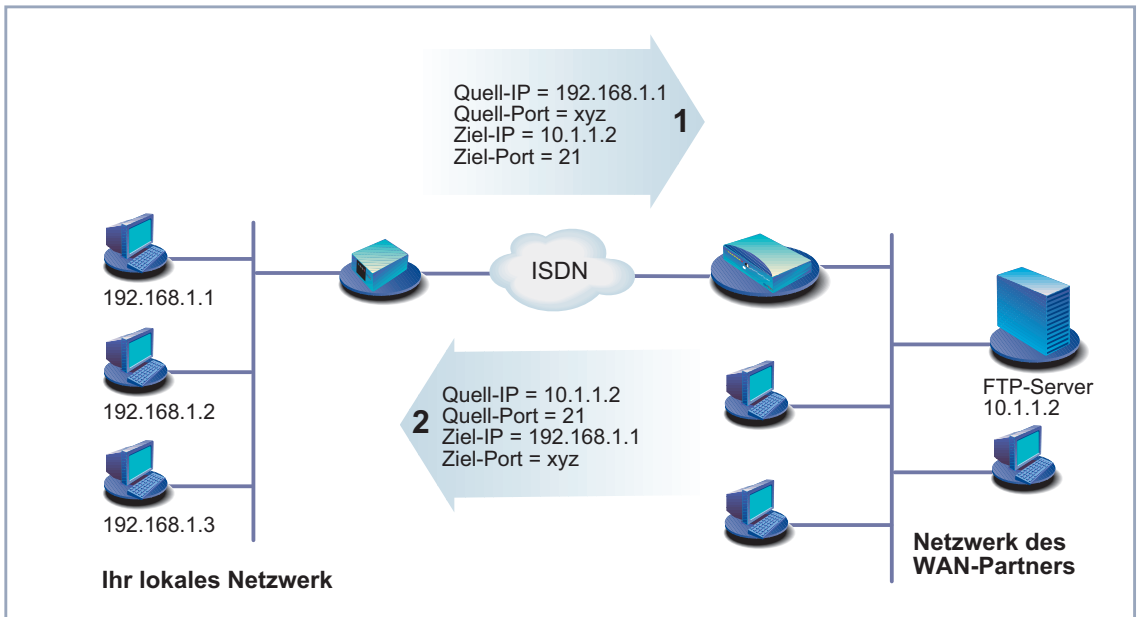 Quell-IP = 192.168.1.1
Quell-Port = xyz
Ziel-IP = 10.1.1.2
Ziel-Port = 21
1
192.168.1.1
ISDN
192.168.1.2
192.168.1.3
Ihr lokales Netzwerk
2
Quell-IP = 10.1.1.2
Quell-Port = 21
Ziel-IP = 192.168.1.1
Ziel-Port = xyz
FTP-Server
10.1.1.2
Netzwerk des
WAN-Partners